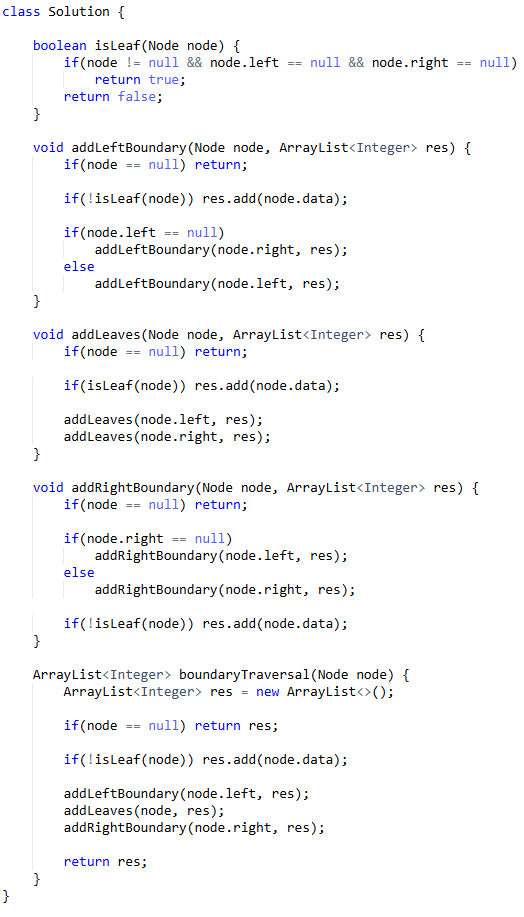 class Solution {
boolean isLeaf(Node node) {
if(node != null && node.left == null && node.right == null)
return true;
return false;
}
void addLeftBoundary(Node node, ArrayList<Integer> res) {
if(node == null) return;
if(!isLeaf(node)) res.add(node.data);
if(node.left == null)
addLeftBoundary(node.right, res);
else
addLeftBoundary(node.left, res);
}
void addLeaves(Node node, ArrayList<Integer> res) {
if(node == null) return;
if(isLeaf(node)) res.add(node.data);
addLeaves(node.left, res);
addLeaves(node.right, res);
}
void addRightBoundary(Node node, ArrayList<Integer> res) {
if(node == null) return;
if(node.right == null)
addRightBoundary(node.left, res);
else
addRightBoundary(node.right, res);
if(!isLeaf(node)) res.add(node.data);
}
ArrayList<Integer> boundaryTraversal(Node node) {
ArrayList<Integer> res = new ArrayList<>();
if(node == null) return res;
if(!isLeaf(node)) res.add(node.data);
addLeftBoundary(node.left, res);
addLeaves(node, res);
addRightBoundary(node.right, res);
return res;
}
}